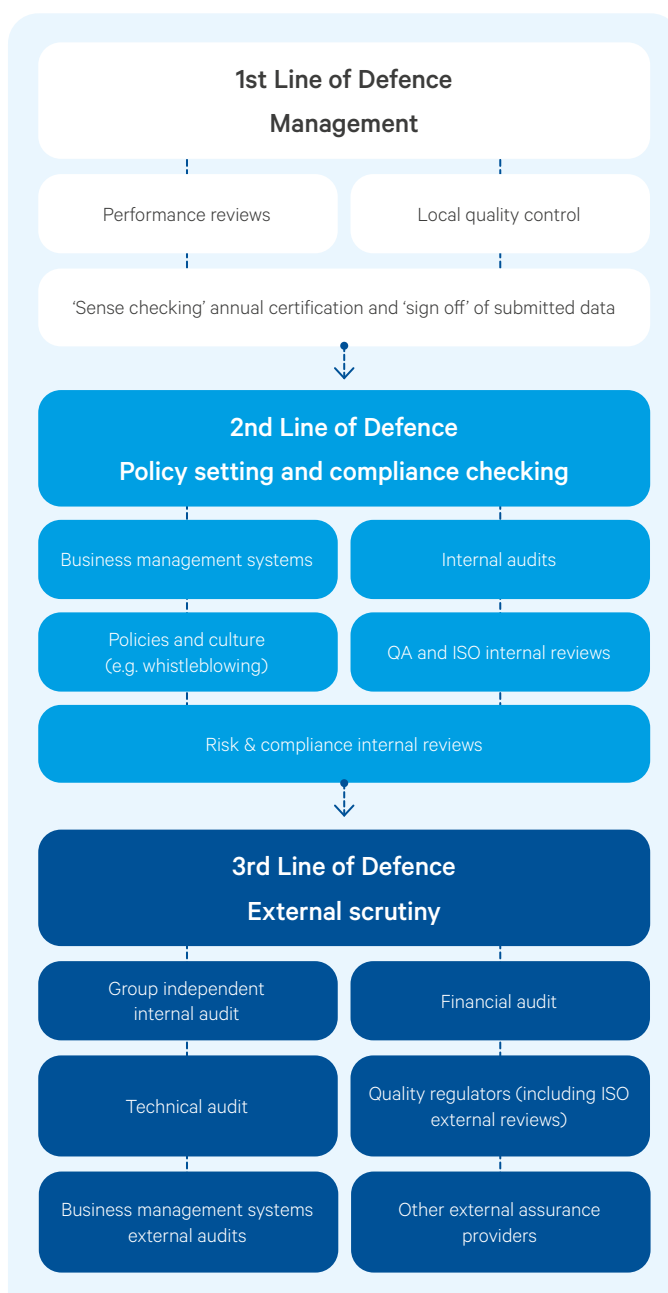 1st Line of Defence
Management
Performance reviews
Local quality control
‘Sense checking’ annual certification and ‘sign off’ of submitted data
2nd Line of Defence
Policy setting and compliance checking
Business management systems
Internal audits
Policies and culture
(e.g. whistleblowing)
QA and ISO internal reviews
Risk & compliance internal reviews
3rd Line of Defence
External scrutiny
Group independent
internal audit
Financial audit
Technical audit
Quality regulators (including ISO
external reviews)
Business management systems
external audits
Other external assurance
providers